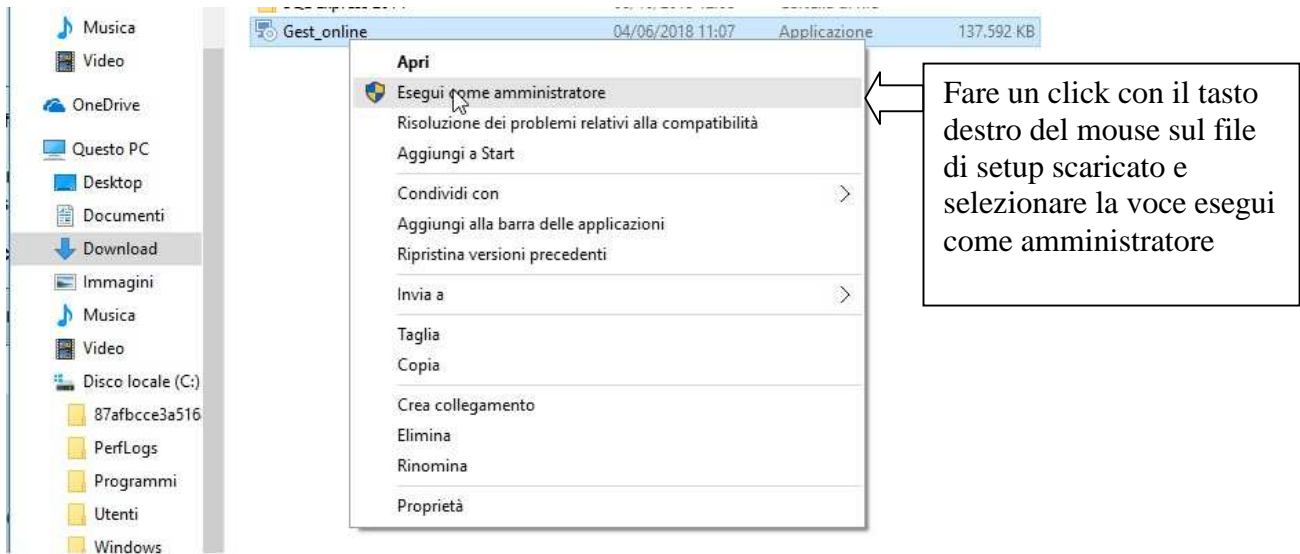 Musica
Video
OneDrive
Questo PC
Desktop
Documenti
Download
Immagini
Musica
Video
Disco locale (C:)
87afbcce3a516
PerfLogs
Programmi
Utenti
Windows
Gest_online 04/06/2018 11:07 Applicazione 137.592 KB
Apri
Esegui come amministratore
Risoluzione dei problemi relativi alla compatibilità
Aggiungi a Start
Condividi con
Aggiungi alla barra delle applicazioni
Ripristina versioni precedenti
Invia a
Taglia
Copia
Crea collegamento
Elimina
Rinomina
Proprietà
Fare un click con il tasto
destro del mouse sul file
di setup scaricato e
selezionare la voce esegui
come amministratore